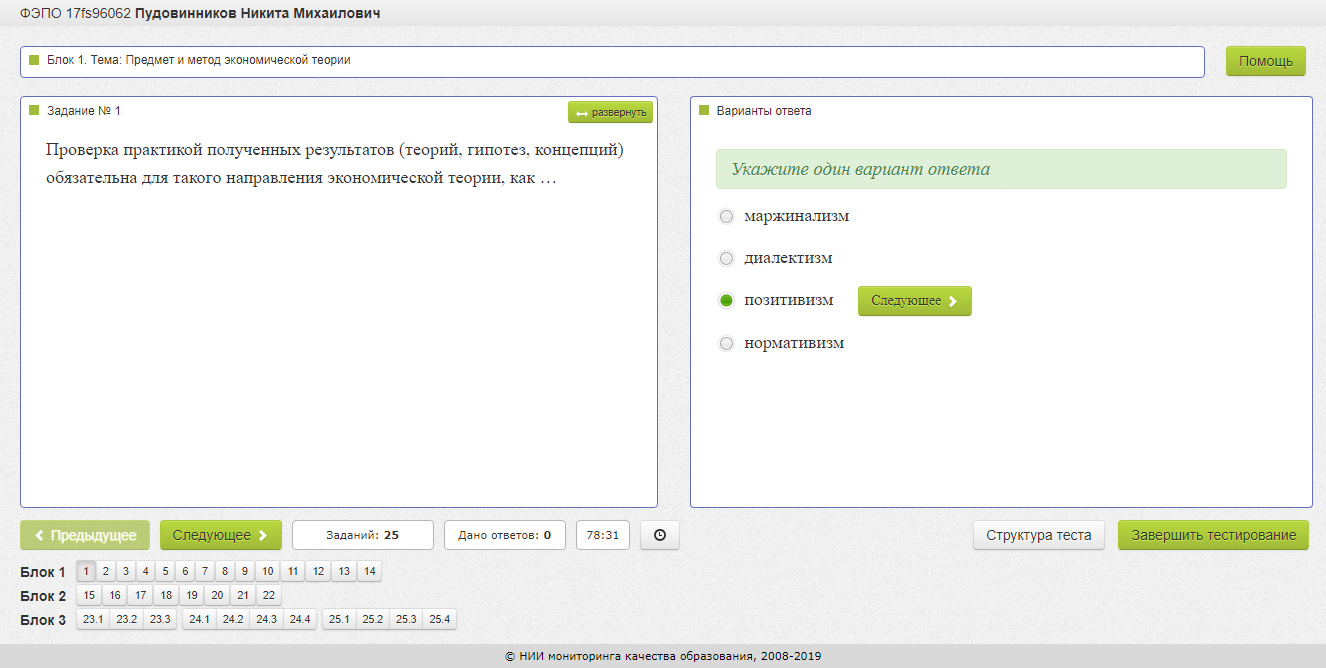 ФЭПО 17fs96062 Пудовинников Никита Михаилович
Блок 1. Тема: Предмет и метод экономической теории
Помощь
Задание № 1
развернуть
Проверка практикой полученных результатов (теорий, гипотез, концепций)
обязательна для такого направления экономической теории, как …
Варианты ответа
Укажите один вариант ответа
маржинализм
диалектизм
позитивизм
Следующее
нормативизм
Предыдущее
Следующее
Заданий: 25
Дано ответов: 0
78:31
Структура теста
Завершить тестирование
Блок 1 1 2 3 4 5 6 7 8 9 10 11 12 13 14
Блок 2 15 16 17 18 19 20 21 22
Блок 3 23.1 23.2 23.3 24.1 24.2 24.3 24.4 25.1 25.2 25.3 25.4
© НИИ мониторинга качества образования, 2008-2019